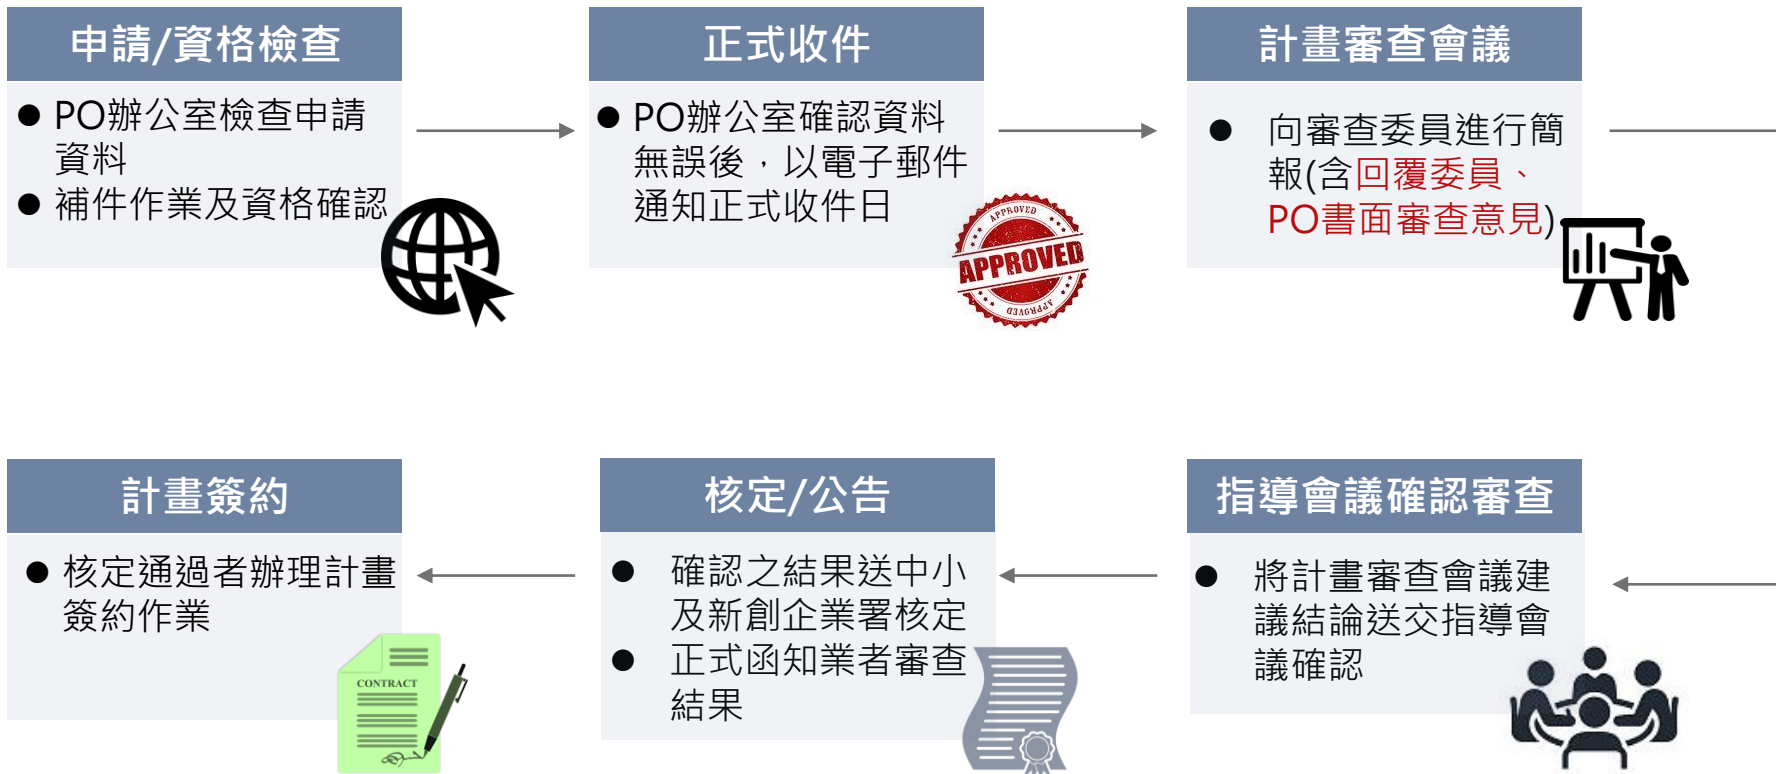 申請/資格檢查
● PO辦公室檢查申請
資料
● 補件作業及資格確認
正式收件
● PO辦公室確認資料
無誤後，以電子郵件
通知正式收件日
APPROVED
APPROVED
APPROVED
計畫審查會議
● 向審查委員進行簡
報(含回覆委員、
PO書面審查意見)
指導會議確認審查
● 將計畫審查會議建
議結論送交指導會
議確認
核定/公告
● 確認之結果送中小
及新創企業署核定
● 正式函知業者審查
結果
計畫簽約
● 核定通過者辦理計畫
簽約作業
CONTRACT